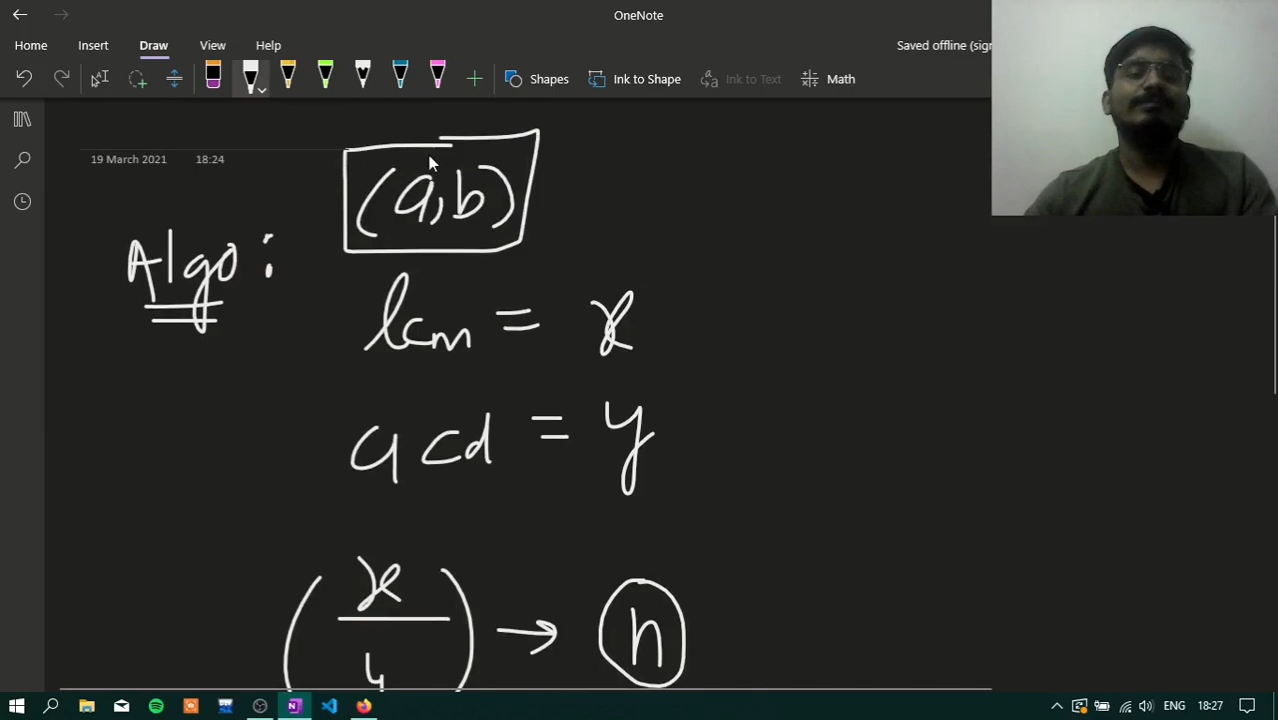 OneNote
Home Insert Draw View Help
Saved offline (sign
Shapes Ink to Shape Ink to Text Math
19 March 2021 18:24
(a,b)
Algo:
lcm = x
gcd = y
(x/y) → n
ENG 18:27